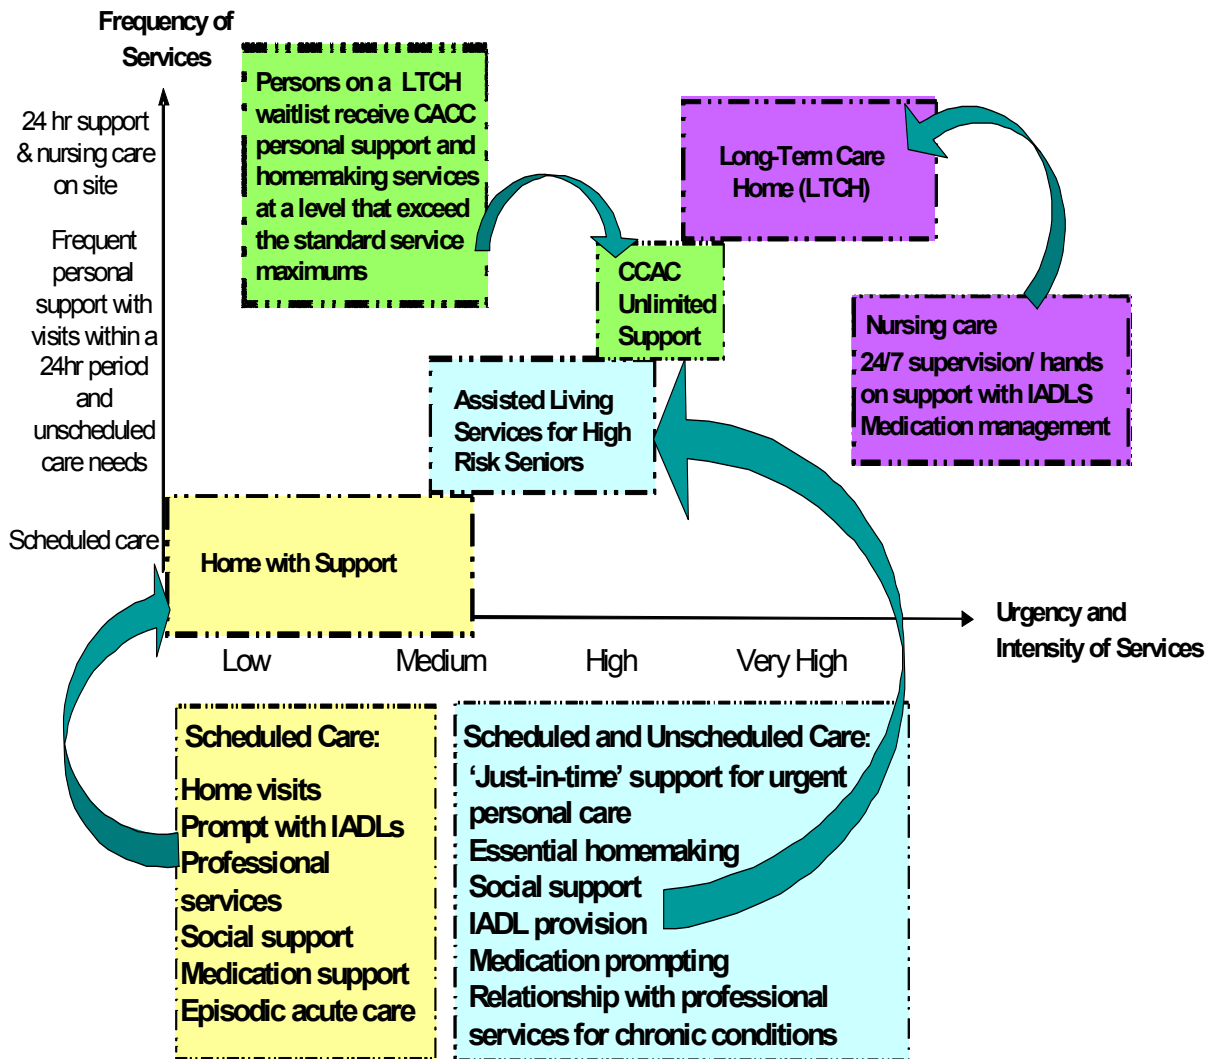 Frequency of
Services
24 hr support
& nursing care
on site
Frequent
personal
support with
visits within a
24hr period
and
unscheduled
care needs
Scheduled care
Persons on a LTCH
waitlist receive CACC
personal support and
homemaking services
at a level that exceed
the standard service
maximums
Long-Term Care
Home (LTCH)
CCAC
Unlimited
Support
Nursing care
24/7 supervision/ hands
on support with IADLS
Medication management
Assisted Living
Services for High
Risk Seniors
Home with Support
Urgency and
Intensity of Services
Low
Medium
High
Very High
Scheduled Care:
Home visits
Prompt with IADLs
Professional
services
Social support
Medication support
Episodic acute care
Scheduled and Unscheduled Care:
‘Just-in-time’ support for urgent
personal care
Essential homemaking
Social support
IADL provision
Medication prompting
Relationship with professional
services for chronic conditions